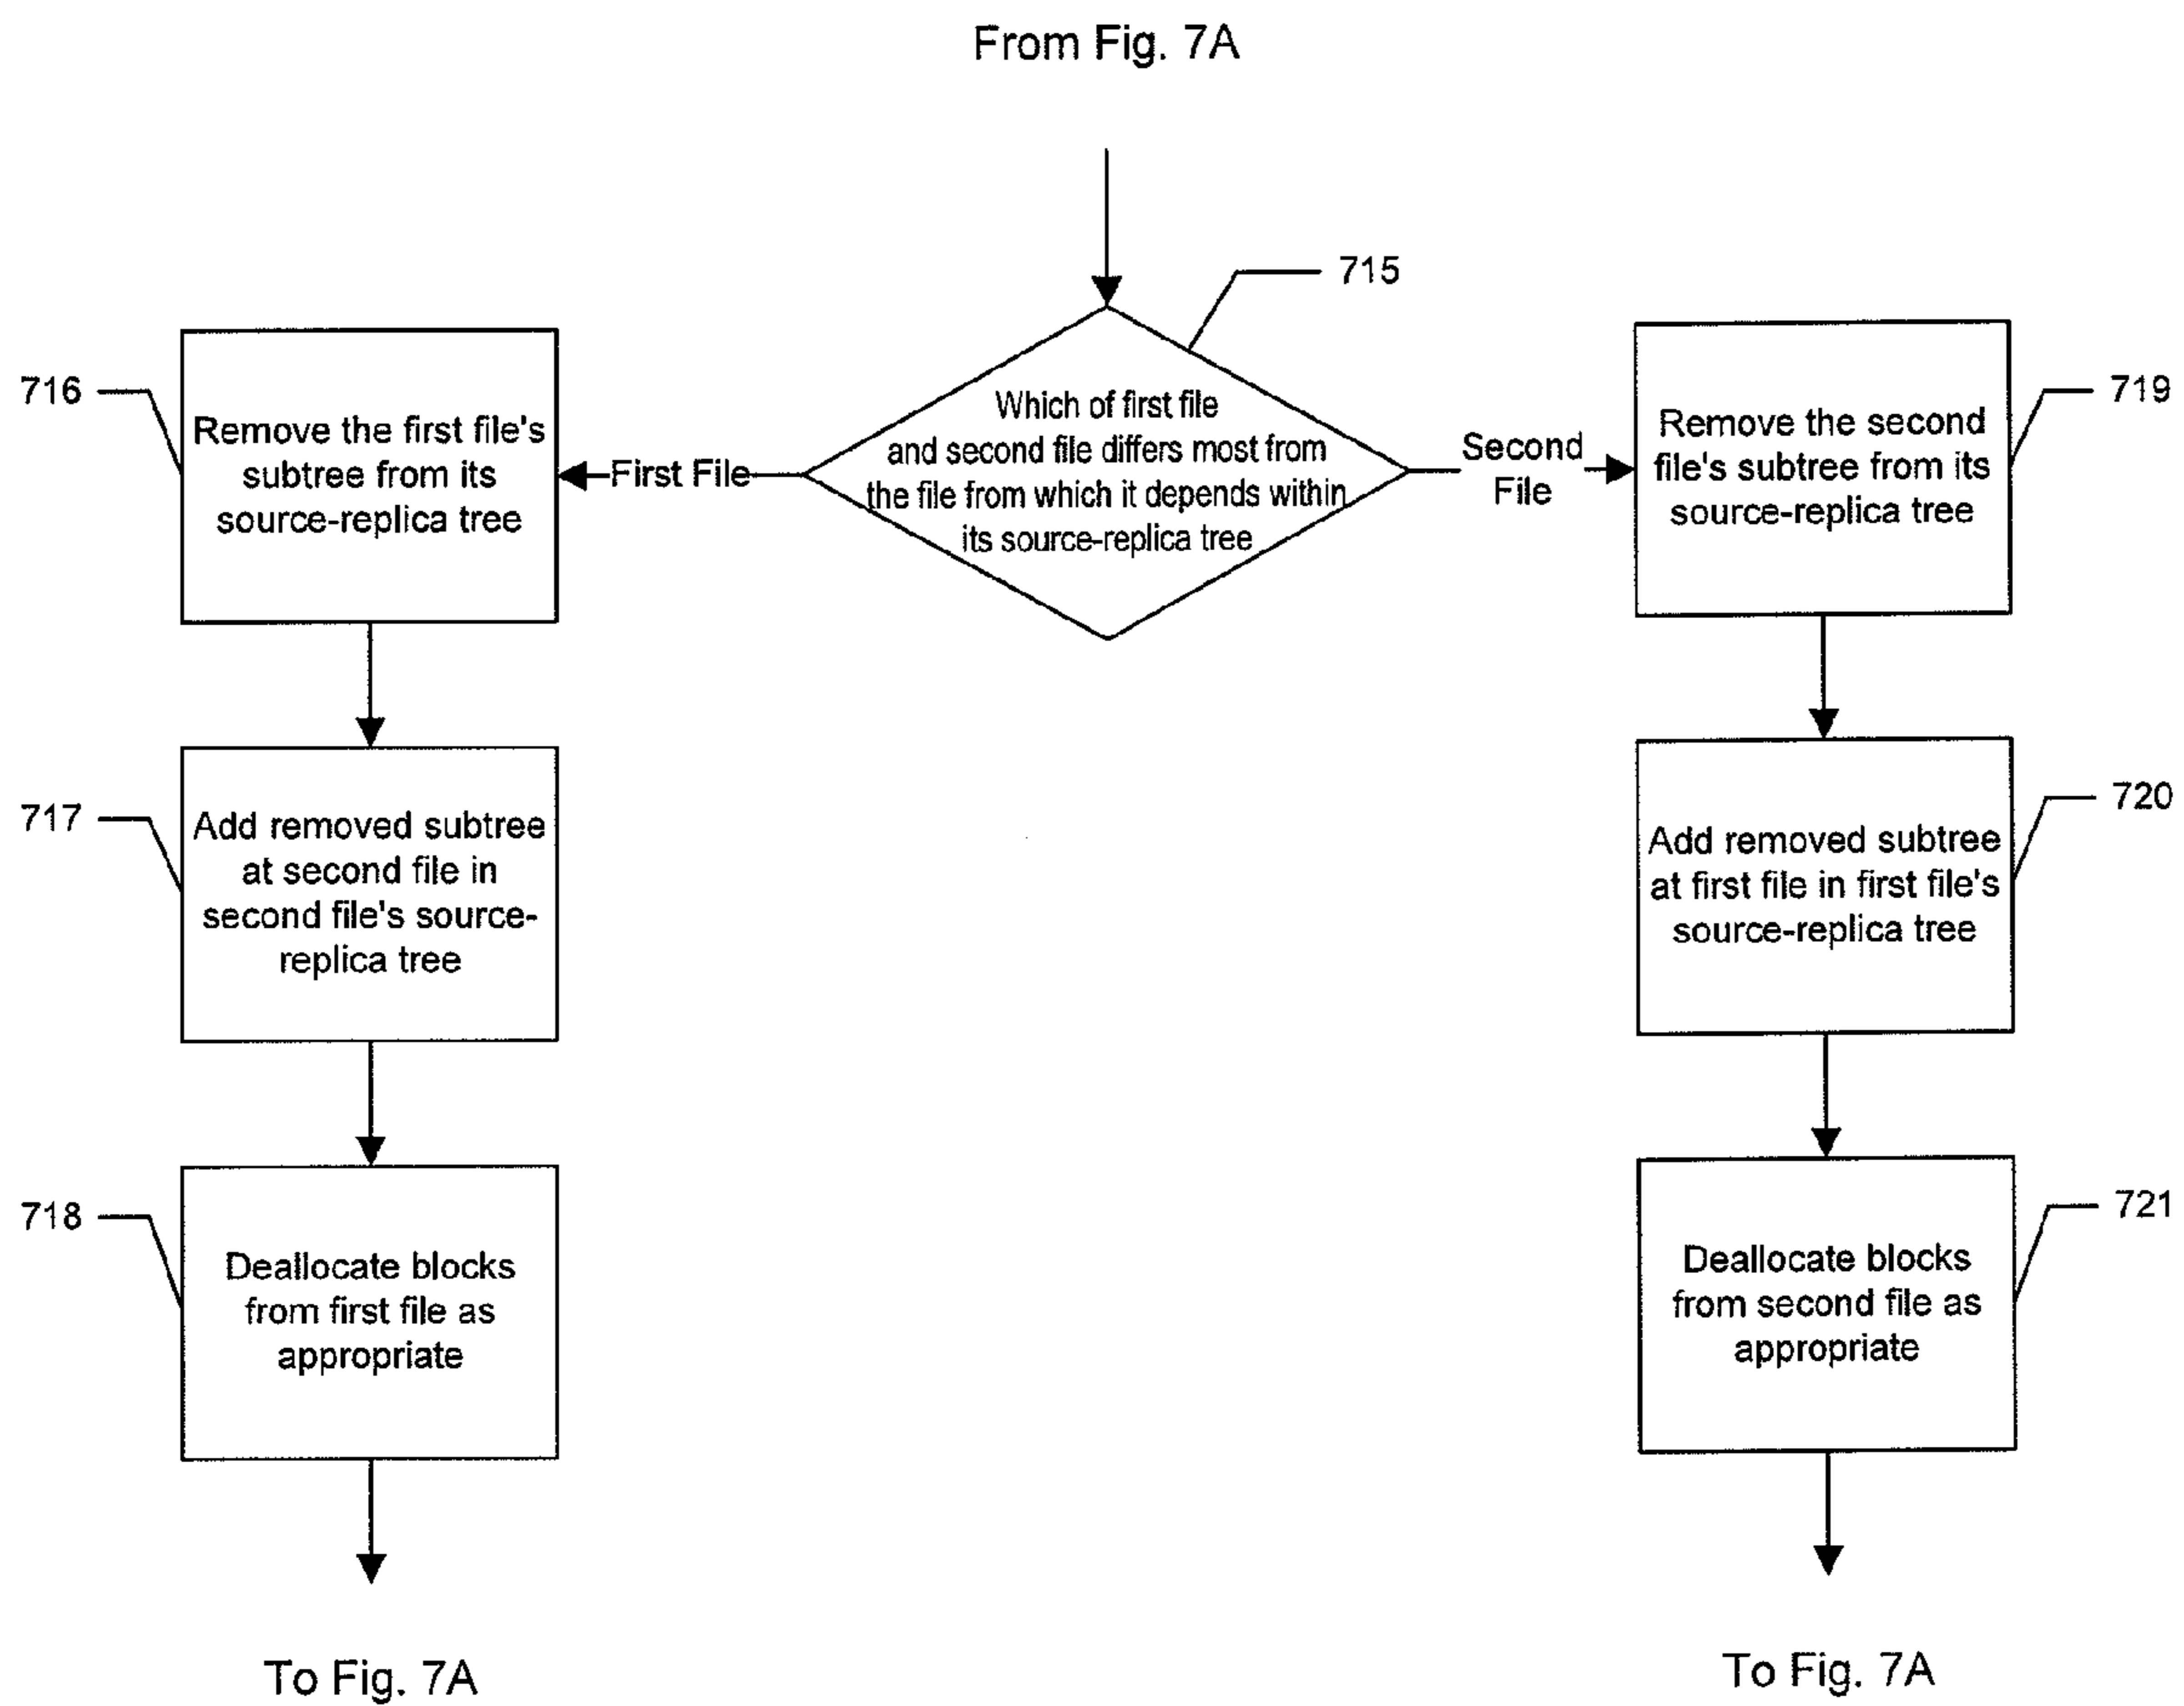 From Fig. 7A
715
Which of first file
and second file differs most from
the file from which it depends within
its source-replica tree
First File
Second
File
716
Remove the first file's
subtree from its
source-replica tree
717
Add removed subtree
at second file in
second file's source-
replica tree
718
Deallocate blocks
from first file as
appropriate
To Fig. 7A
719
Remove the second
file's subtree from its
source-replica tree
720
Add removed subtree
at first file in first file's
source-replica tree
721
Deallocate blocks
from second file as
appropriate
To Fig. 7A